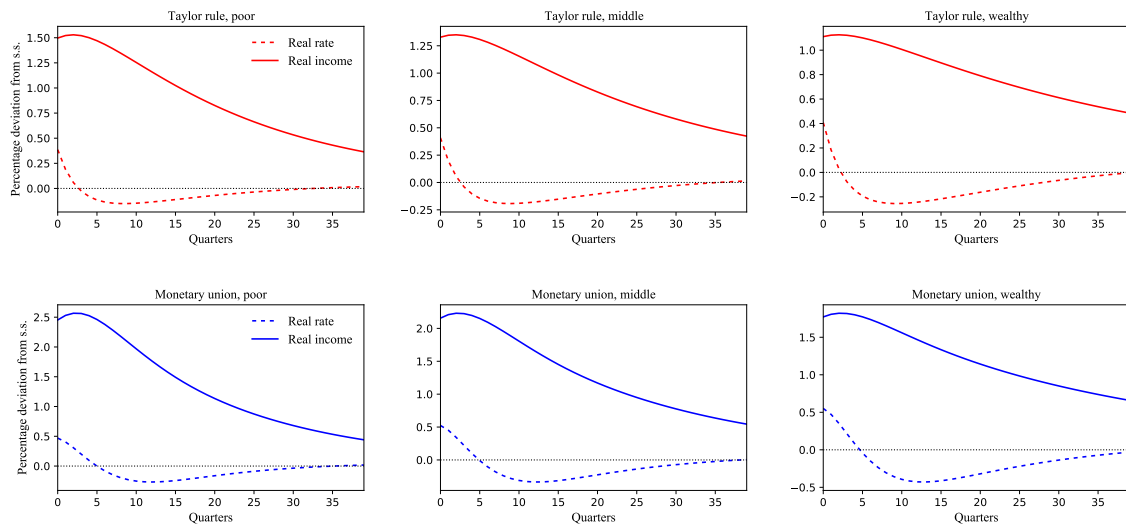 Taylor rule, poor
Taylor rule, middle
Taylor rule, wealthy
Percentage deviation from s.s.
1.50
1.25
1.00
0.75
0.50
0.25
0.00
Real rate
Real income
0 5 10 15 20 25 30 35
Quarters
1.25
1.00
0.75
0.50
0.25
0.00
−0.25
0 5 10 15 20 25 30 35
Quarters
1.0
0.8
0.6
0.4
0.2
0.0
−0.2
0 5 10 15 20 25 30 35
Quarters
Monetary union, poor
Monetary union, middle
Monetary union, wealthy
Percentage deviation from s.s.
2.5
2.0
1.5
1.0
0.5
0.0
Real rate
Real income
0 5 10 15 20 25 30 35
Quarters
2.0
1.5
1.0
0.5
0.0
0 5 10 15 20 25 30 35
Quarters
1.5
1.0
0.5
0.0
−0.5
0 5 10 15 20 25 30 35
Quarters